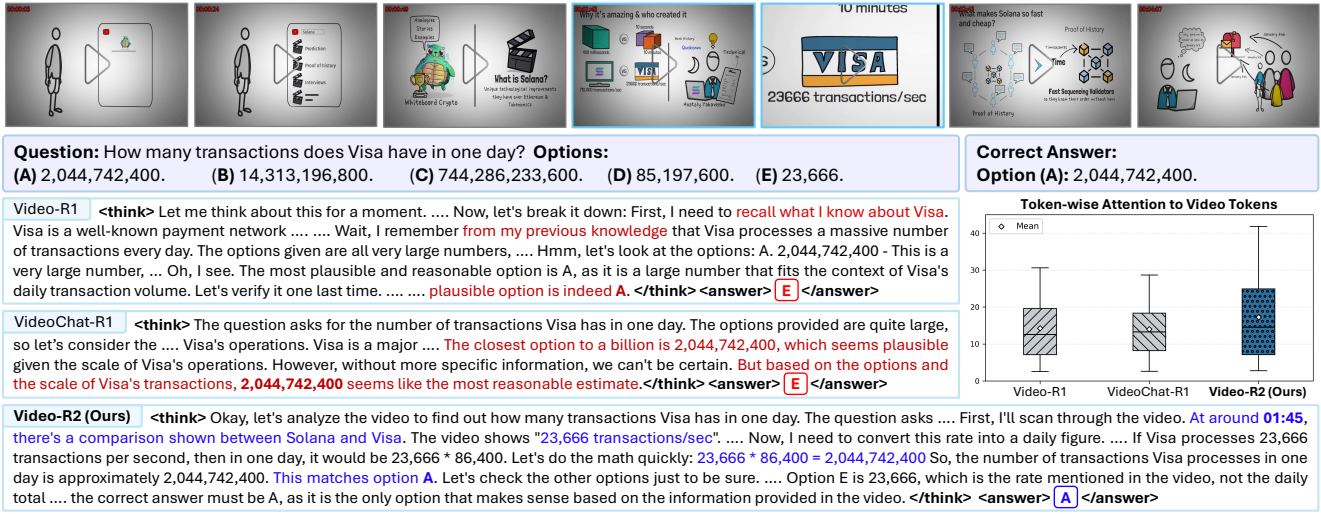 00:00:00
00:00:24
Solana
Prediction
Proof of history
Interviews
Analogies
Stories
Examples
Whiteboard Crypto
What is Solana?
Unique technological improvements
they have over Ethereum &
Tokenomics
Why it's amazing & who created it
400 milliseconds
10 seconds
10 minutes
VISA
23666 transactions/sec
Qualcomm
Anatoly Yakovenko
10 minutes
VISA
23666 transactions/sec
What makes Solana so fast
and cheap?
Proof of History
Time
Fast Sequencing Validators
so they know their order without having
Proof of History
Question: How many transactions does Visa have in one day? Options:
(A) 2,044,742,400. (B) 14,313,196,800. (C) 744,286,233,600. (D) 85,197,600. (E) 23,666.
Correct Answer:
Option (A): 2,044,742,400.
Video-R1 <think> Let me think about this for a moment. .... Now, let's break it down: First, I need to recall what I know about Visa.
Visa is a well-known payment network .... .... Wait, I remember from my previous knowledge that Visa processes a massive number
of transactions every day. The options given are all very large numbers, .... Hmm, let's look at the options: A. 2,044,742,400 - This is a
very large number, ... Oh, I see. The most plausible and reasonable option is A, as it is a large number that fits the context of Visa's
daily transaction volume. Let's verify it one last time. .... .... plausible option is indeed A. </think> <answer> E </answer>
VideoChat-R1 <think> The question asks for the number of transactions Visa has in one day. The options provided are quite large,
so let's consider the .... Visa's operations. Visa is a major .... The closest option to a billion is 2,044,742,400, which seems plausible
given the scale of Visa's operations. However, without more specific information, we can't be certain. But based on the options and
the scale of Visa's transactions, 2,044,742,400 seems like the most reasonable estimate.</think> <answer> E </answer>
Token-wise Attention to Video Tokens
Mean
40
30
20
10
0
Video-R1 VideoChat-R1 Video-R2 (Ours)
Video-R2 (Ours) <think> Okay, let's analyze the video to find out how many transactions Visa has in one day. The question asks .... First, I'll scan through the video. At around 01:45,
there's a comparison shown between Solana and Visa. The video shows "23,666 transactions/sec". .... Now, I need to convert this rate into a daily figure. .... If Visa processes 23,666
transactions per second, then in one day, it would be 23,666 * 86,400. Let's do the math quickly: 23,666 * 86,400 = 2,044,742,400 So, the number of transactions Visa processes in one
day is approximately 2,044,742,400. This matches option A. Let's check the other options just to be sure. .... Option E is 23,666, which is the rate mentioned in the video, not the daily
total .... the correct answer must be A, as it is the only option that makes sense based on the information provided in the video. </think> <answer> A </answer>